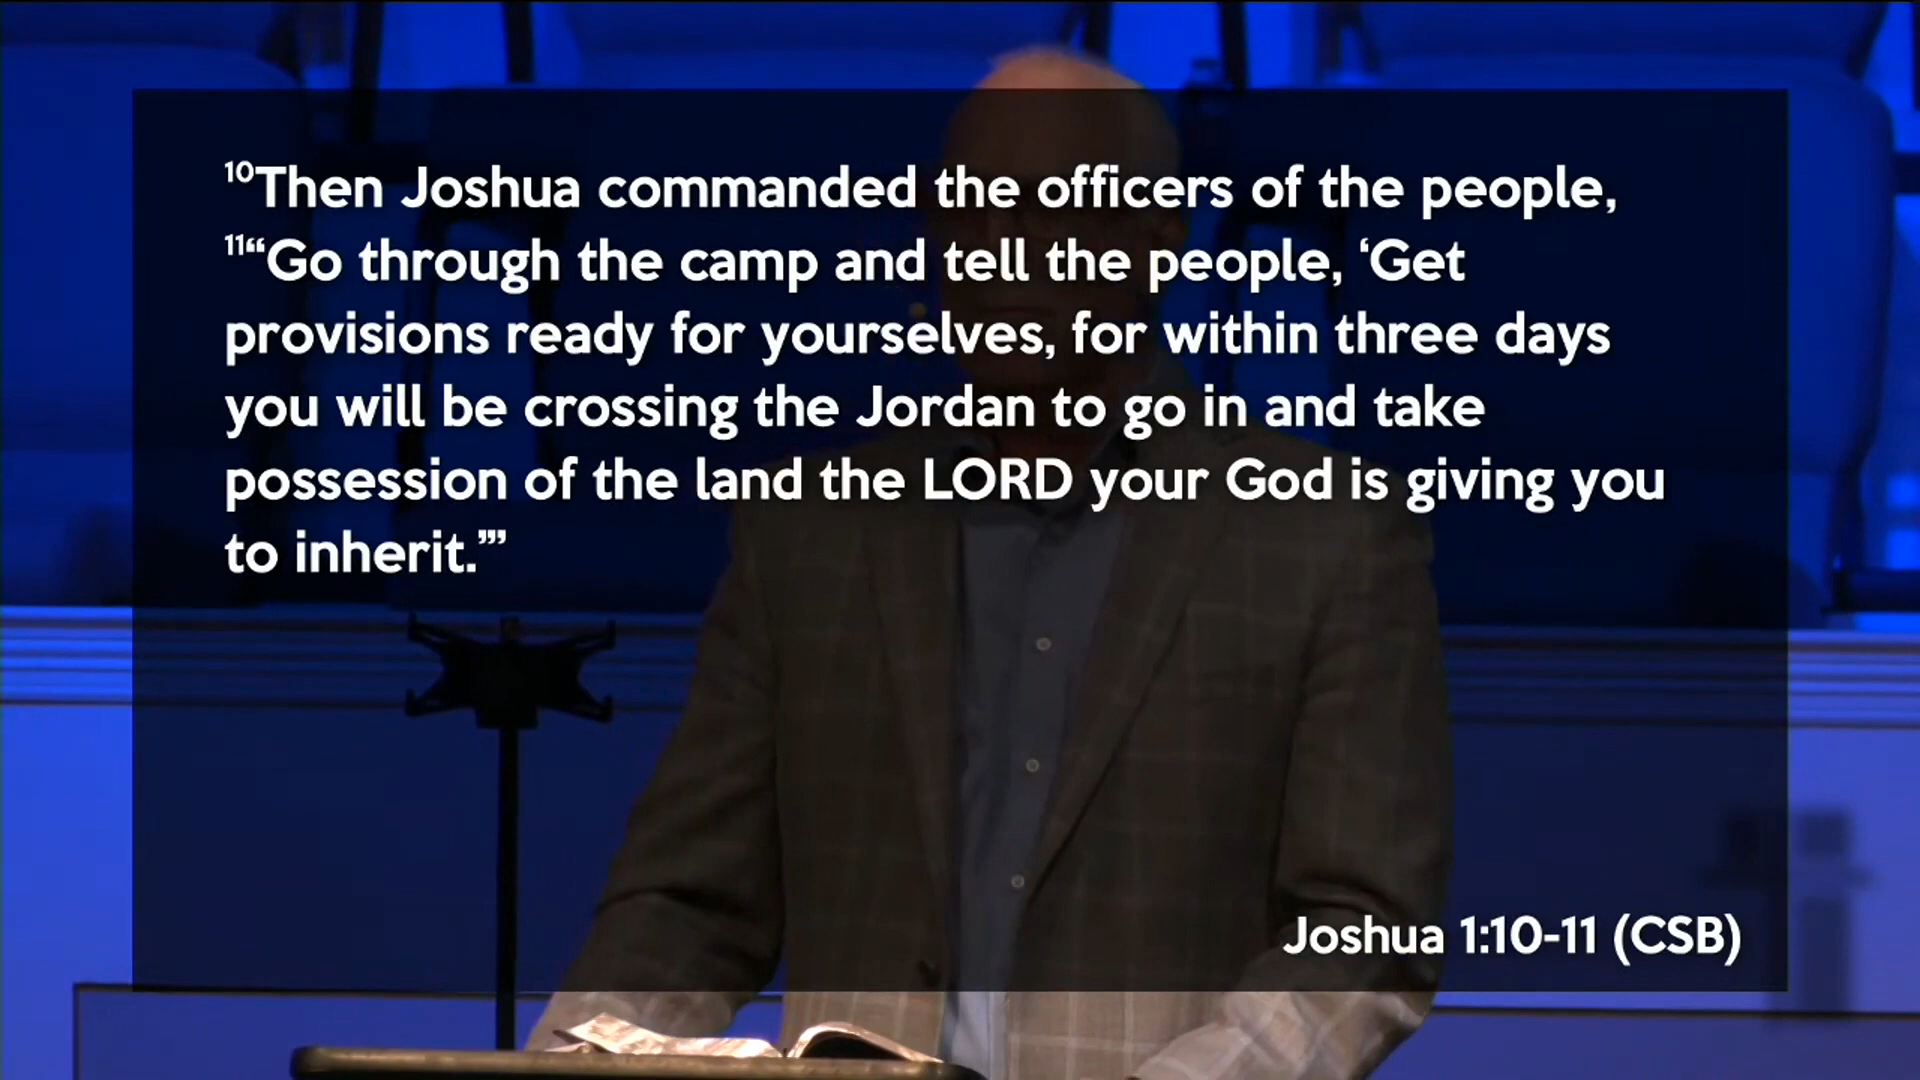 ¹⁰Then Joshua commanded the officers of the people,
¹¹“Go through the camp and tell the people, ‘Get
provisions ready for yourselves, for within three days
you will be crossing the Jordan to go in and take
possession of the land the LORD your God is giving you
to inherit.’”
Joshua 1:10-11 (CSB)